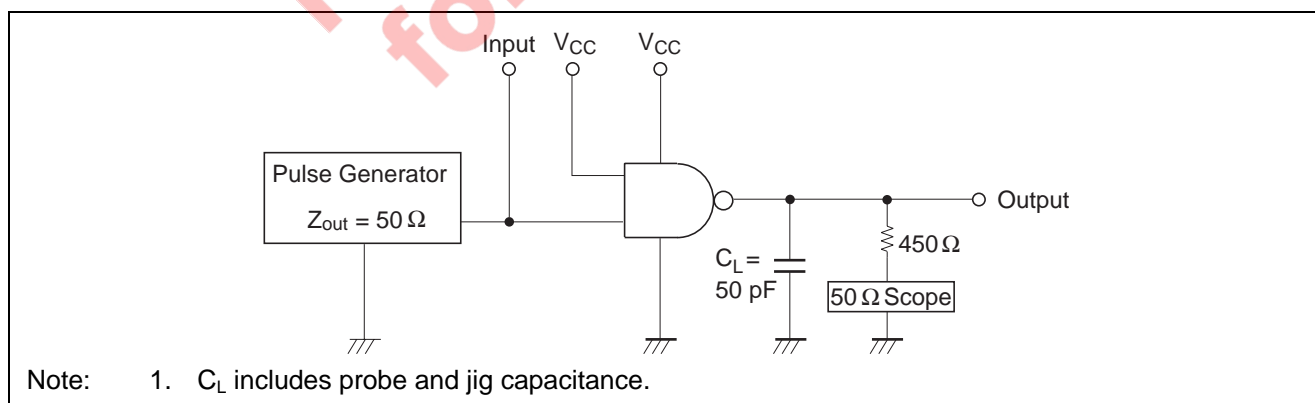 Input VCC VCC
Pulse Generator
Zout = 50 Ω
Output
450 Ω
CL =
50 pF
50 Ω Scope
Note: 1. CL includes probe and jig capacitance.